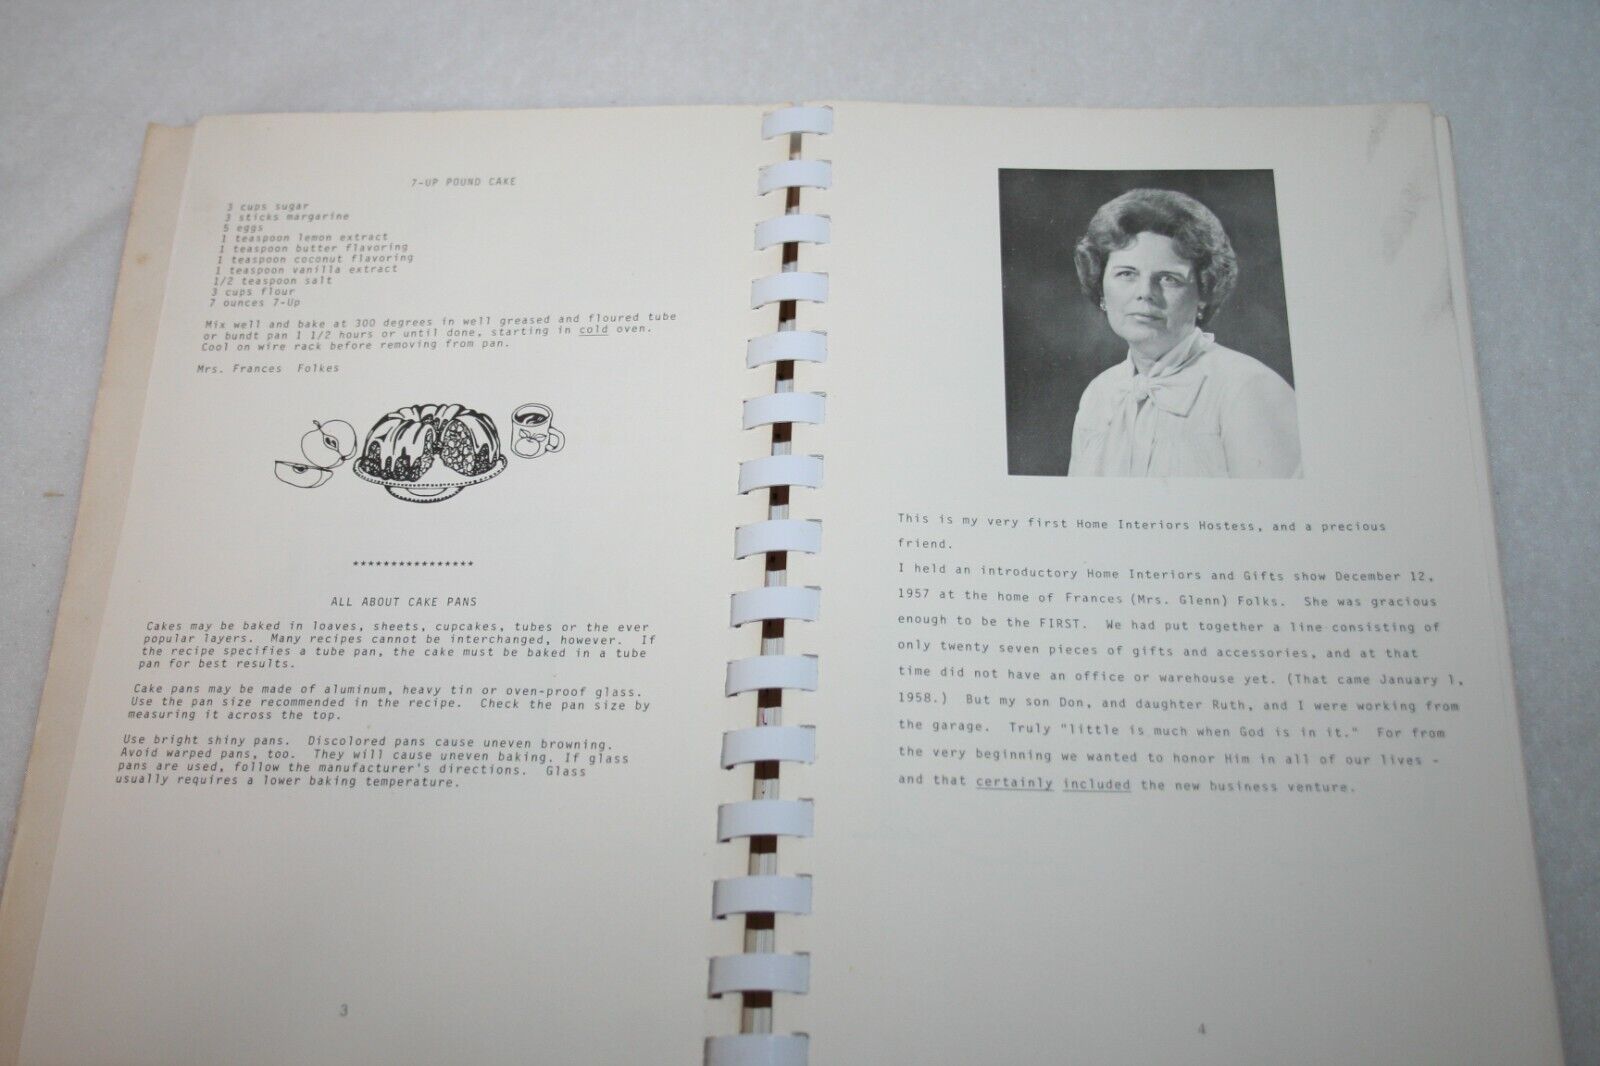 7-UP POUND CAKE
3 cups sugar
3 sticks margarine
5 eggs
1 teaspoon lemon extract
1 teaspoon butter flavoring
1 teaspoon coconut flavoring
1 teaspoon vanilla extract
1/2 teaspoon salt
3 cups flour
7 ounces 7-Up
Mix well and bake at 300 degrees in well greased and floured tube
or bundt pan 1 1/2 hours or until done, starting in cold oven.
Cool on wire rack before removing from pan.
Mrs. Frances Folkes
****************
ALL ABOUT CAKE PANS
Cakes may be baked in loaves, sheets, cupcakes, tubes or the ever
popular layers. Many recipes cannot be interchanged, however. If
the recipe specifies a tube pan, the cake must be baked in a tube
pan for best results.
Cake pans may be made of aluminum, heavy tin or oven-proof glass.
Use the pan size recommended in the recipe. Check the pan size by
measuring it across the top.
Use bright shiny pans. Discolored pans cause uneven browning.
Avoid warped pans, too. They will cause uneven baking. If glass
pans are used, follow the manufacturer's directions. Glass
usually requires a lower baking temperature.
3
This is my very first Home Interiors Hostess, and a precious
friend.
I held an introductory Home Interiors and Gifts show December 12,
1957 at the home of Frances (Mrs. Glenn) Folks. She was gracious
enough to be the FIRST. We had put together a line consisting of
only twenty seven pieces of gifts and accessories, and at that
time did not have an office or warehouse yet. (That came January 1,
1958.) But my son Don, and daughter Ruth, and I were working from
the garage. Truly "little is much when God is in it." For from
the very beginning we wanted to honor Him in all of our lives -
and that certainly included the new business venture.
4